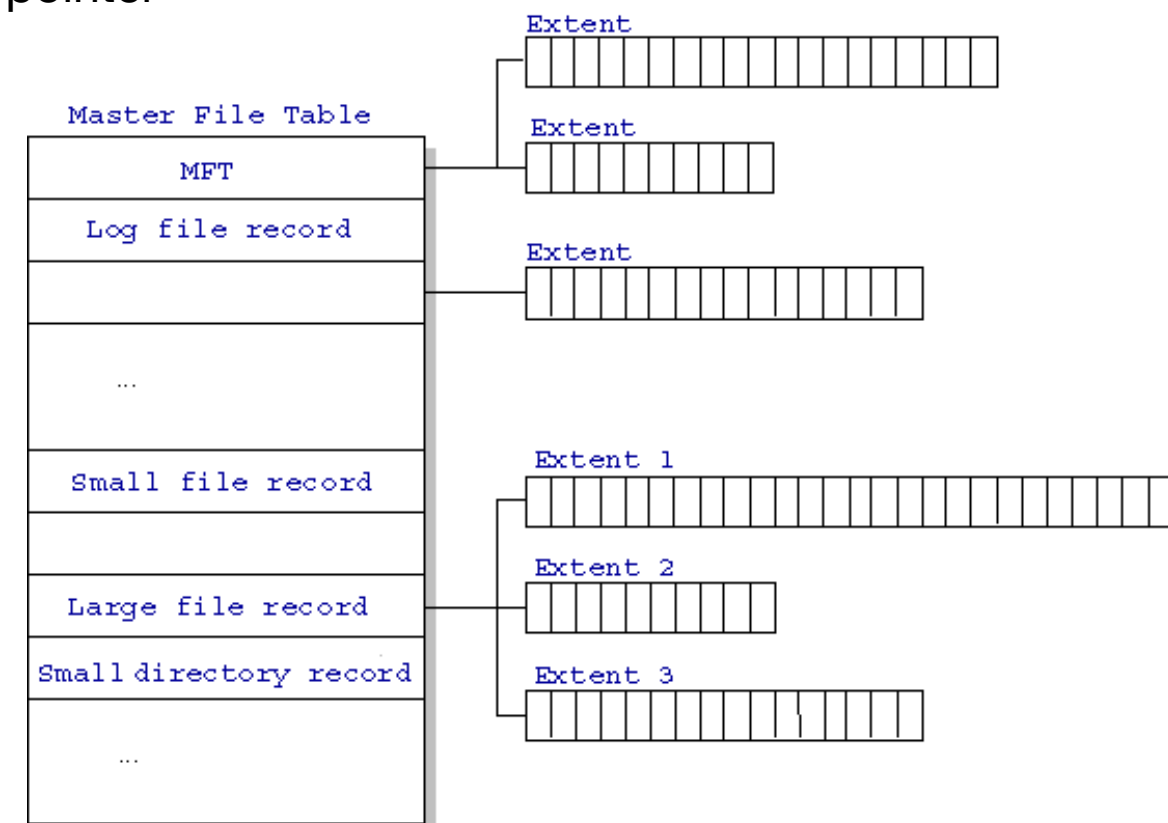 Extent
Master File Table
Extent
MFT
Log file record
Extent
...
Extent 1
Small file record
Extent 2
Large file record
Small directory record
Extent 3
...